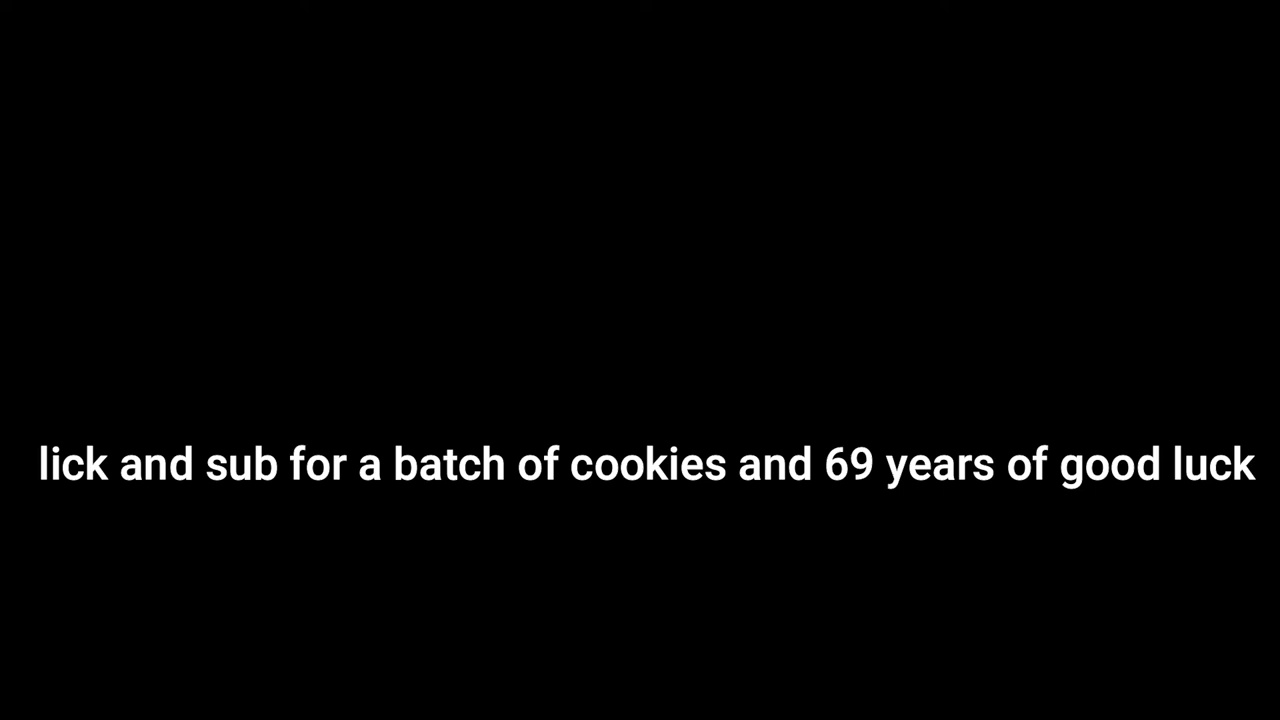 lick and sub for a batch of cookies and 69 years of good luck